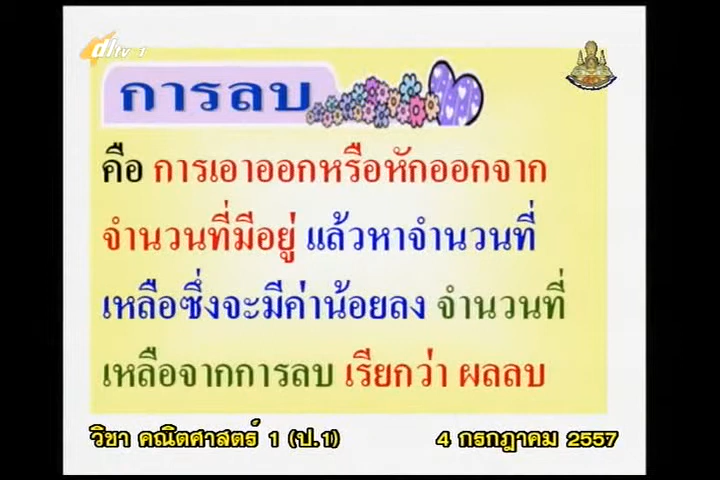 dltv 1
การลบ
คือ การเอาออกหรือหักออกจาก
จำนวนที่มีอยู่ แล้วหาจำนวนที่
เหลือซึ่งจะมีค่าน้อยลง จำนวนที่
เหลือจากการลบ เรียกว่า ผลลบ
วิชา คณิตศาสตร์ 1 (ป.1)
4 กรกฎาคม 2557